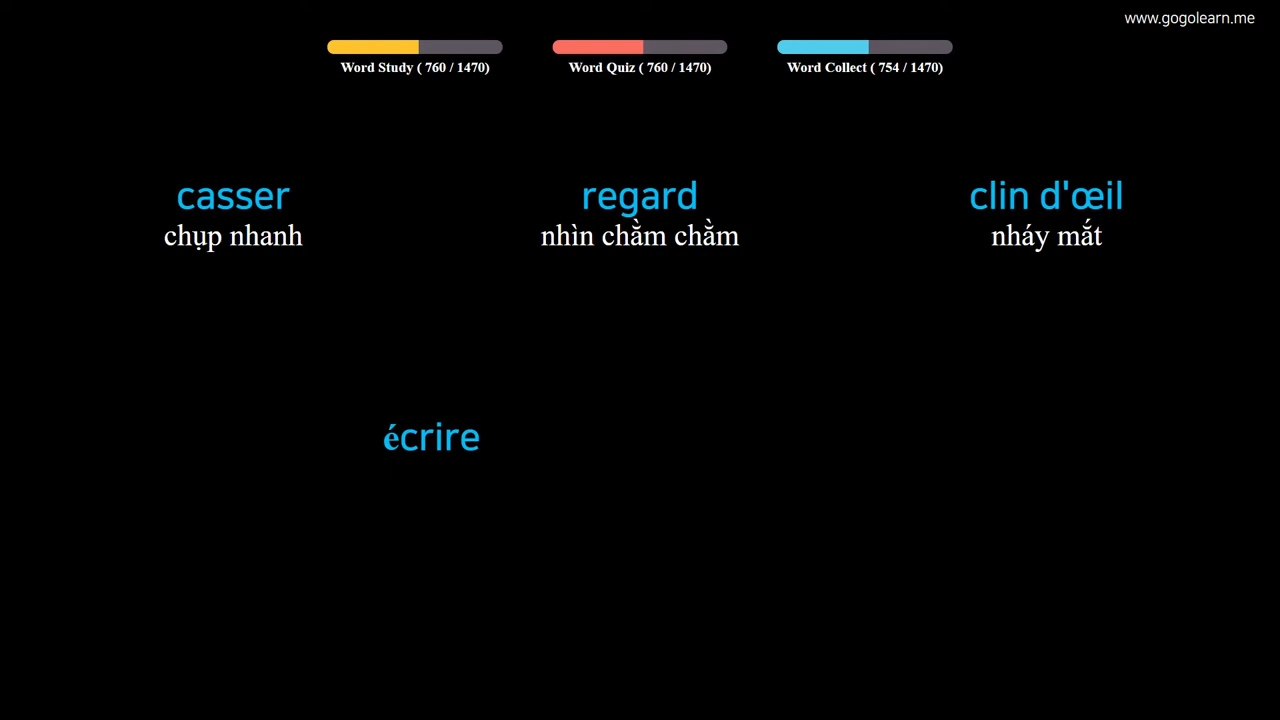 www.gogolearn.me
Word Study ( 760 / 1470)
Word Quiz ( 760 / 1470)
Word Collect ( 754 / 1470)
casser
chụp nhanh
regard
nhìn chằm chằm
clin d'œil
nháy mắt
écrire